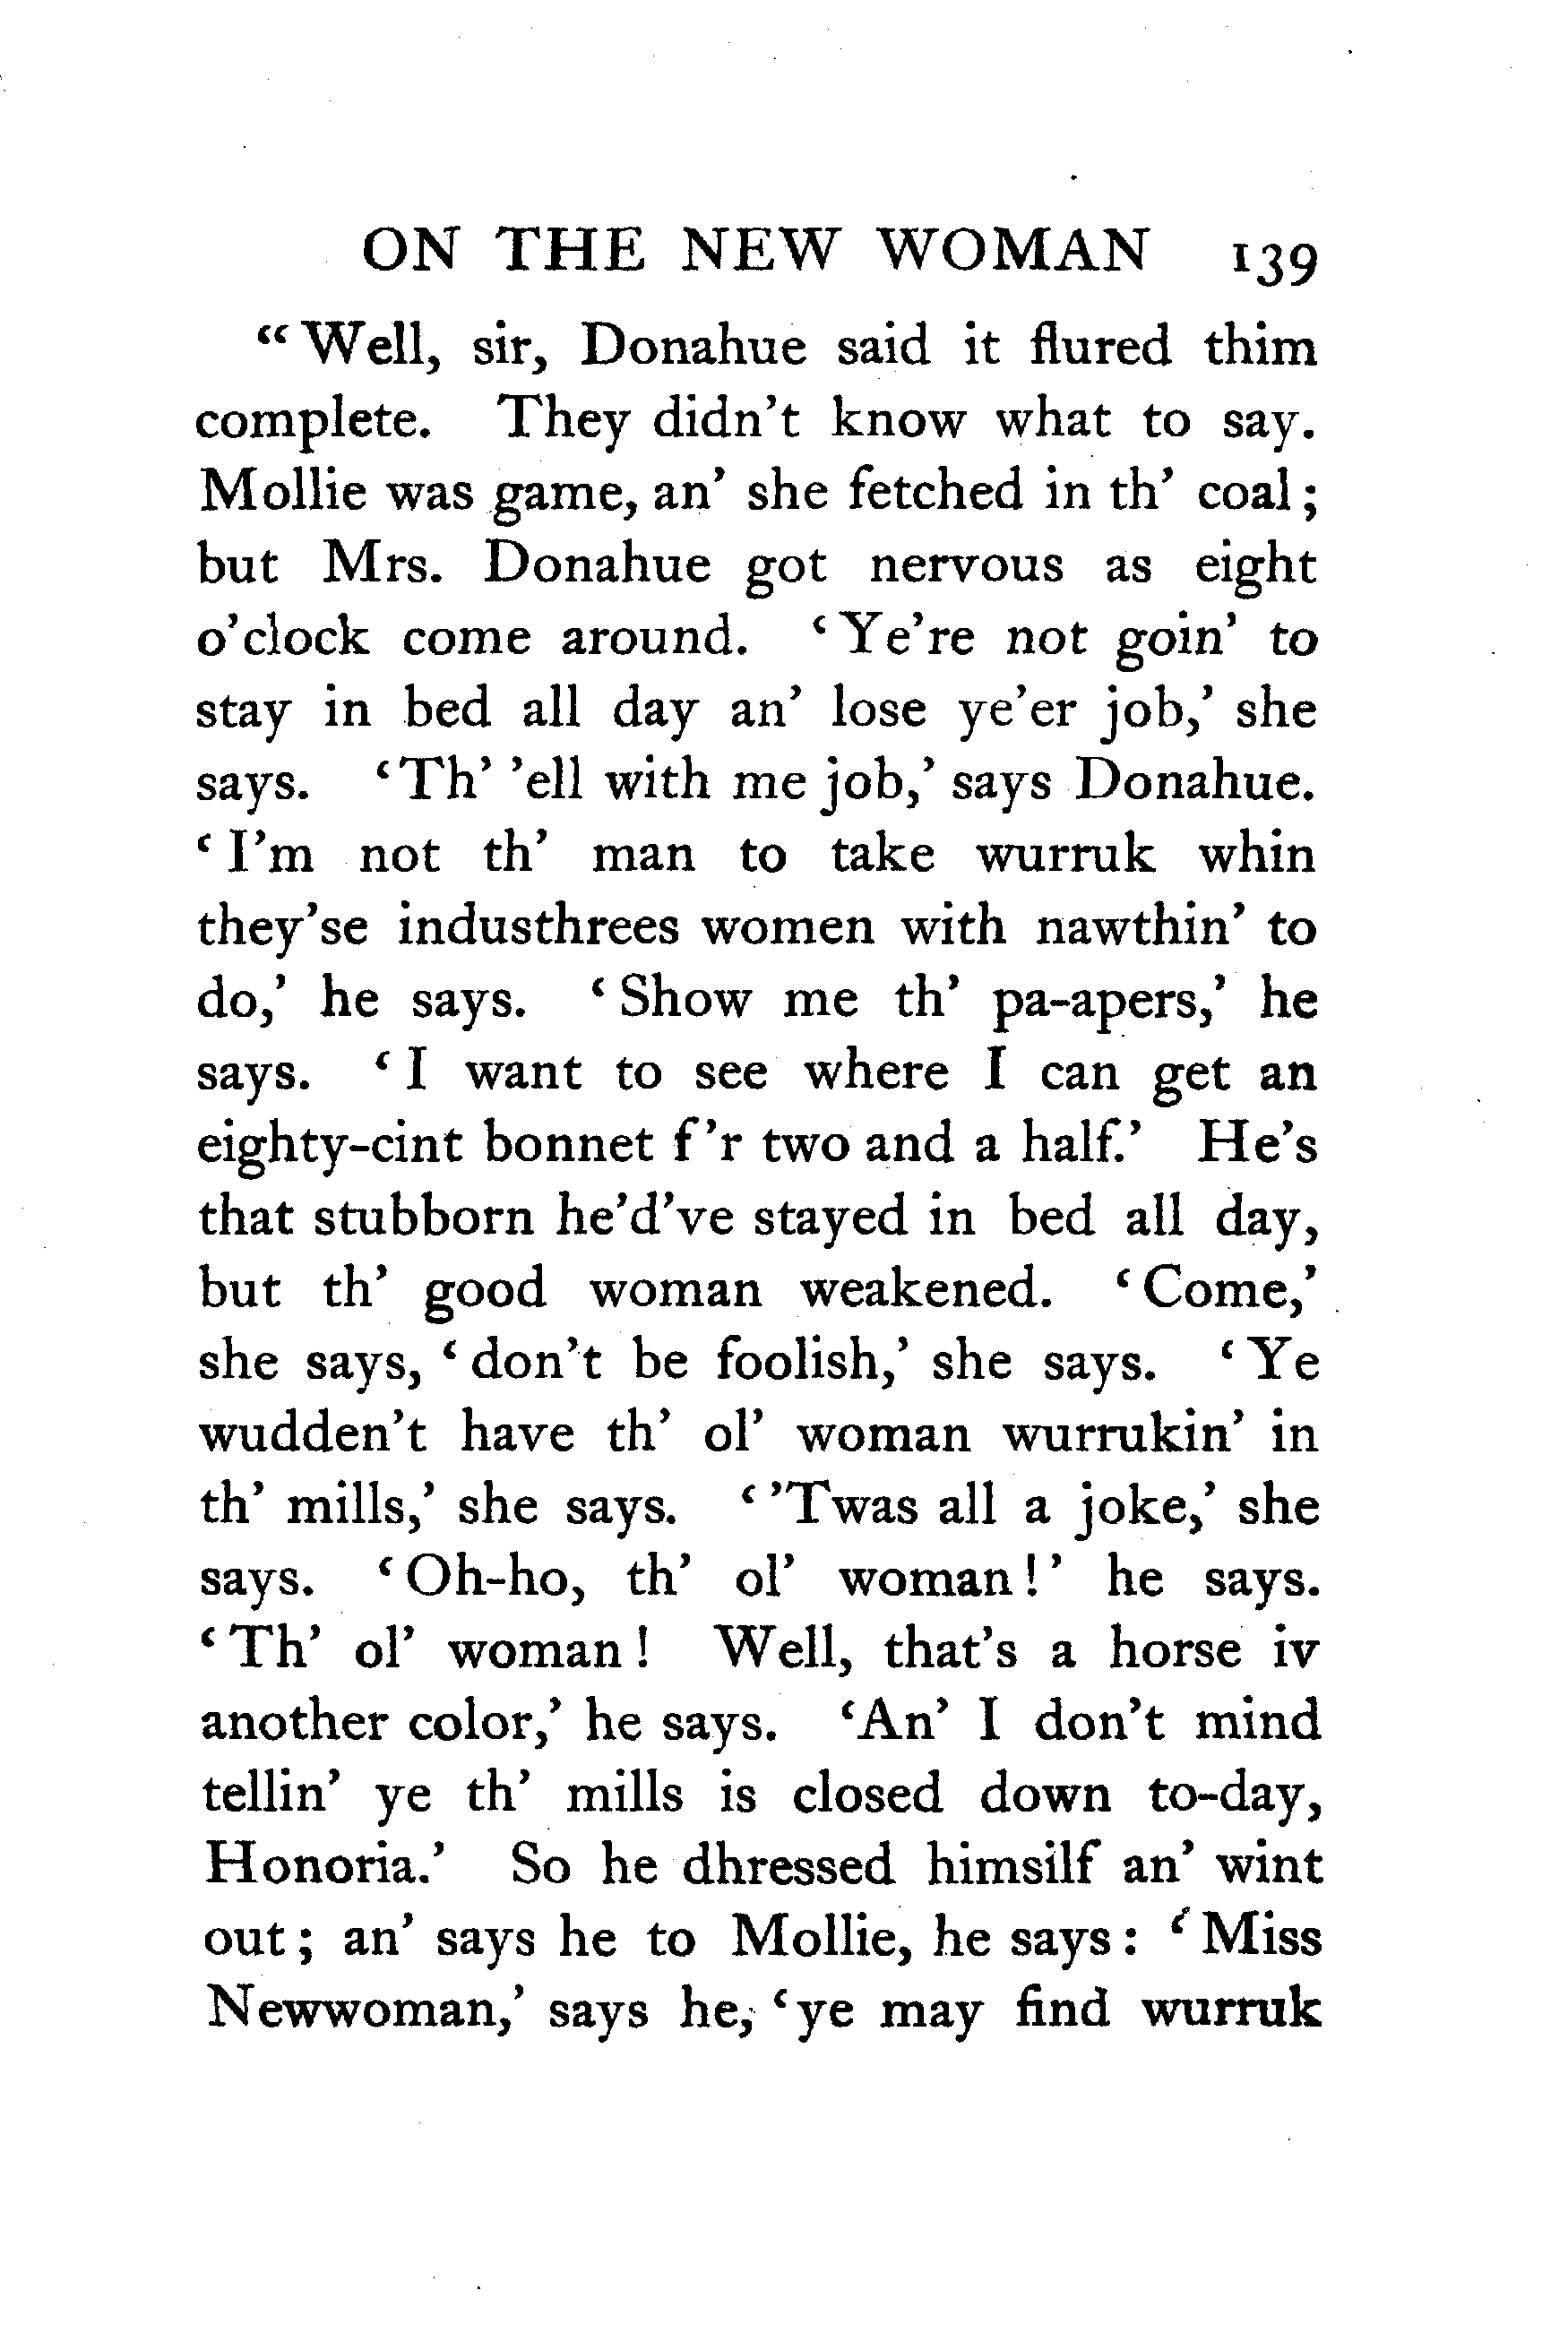 ON THE NEW WOMAN 139
“Well, sir, Donahue said it flured thim
complete. They didn’t know what to say.
Mollie was game, an’ she fetched in th’ coal;
but Mrs. Donahue got nervous as eight
o’clock come around. ‘Ye’re not goin’ to
stay in bed all day an’ lose ye’er job,’ she
says. ‘Th’ ’ell with me job,’ says Donahue.
‘I’m not th’ man to take wurruk whin
they’se industhrees women with nawthin’ to
do,’ he says. ‘Show me th’ pa-apers,’ he
says. ‘I want to see where I can get an
eighty-cint bonnet f’r two and a half.’ He’s
that stubborn he’d’ve stayed in bed all day,
but th’ good woman weakened. ‘Come,’
she says, ‘don’t be foolish,’ she says. ‘Ye
wudden’t have th’ ol’ woman wurrukin’ in
th’ mills,’ she says. ‘’Twas all a joke,’ she
says. ‘Oh-ho, th’ ol’ woman!’ he says.
‘Th’ ol’ woman! Well, that’s a horse iv
another color,’ he says. ‘An’ I don’t mind
tellin’ ye th’ mills is closed down to-day,
Honoria.’ So he dhressed himsilf an’ wint
out; an’ says he to Mollie, he says: ‘Miss
Newwoman,’ says he, ‘ye may find wurruk